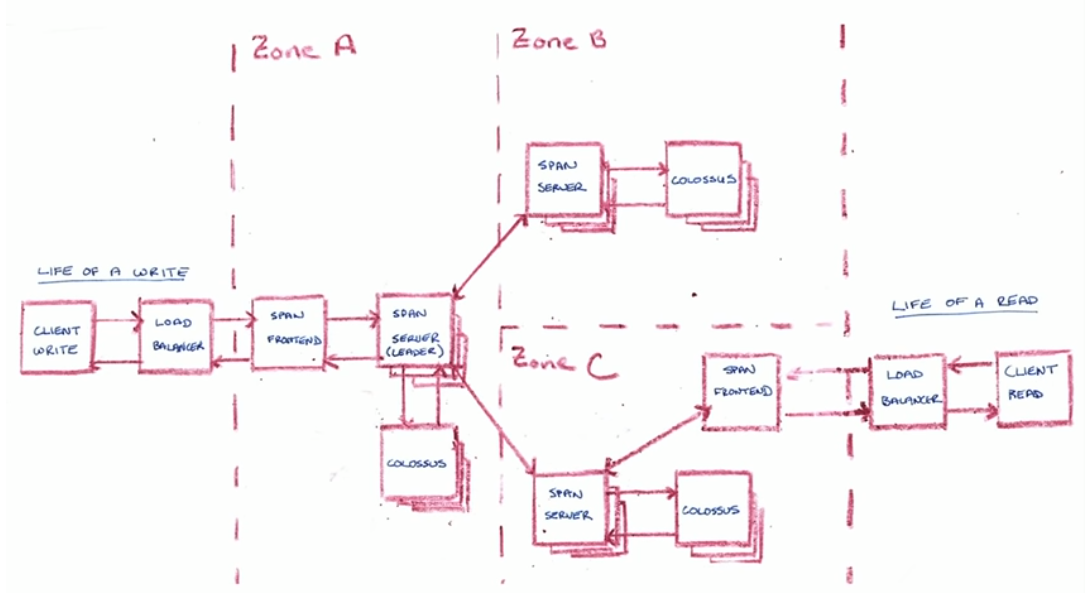 Zone A
Zone B
SPAN
SERVER
COLOSSUS
LIFE OF A WRITE
CLIENT
WRITE
LOAD
BALANCER
SPAN
FRONTEND
SPAN
SERVER
(LEADER)
COLOSSUS
LIFE OF A READ
Zone C
SPAN
FRONTEND
LOAD
BALANCER
CLIENT
READ
SPAN
SERVER
COLOSSUS